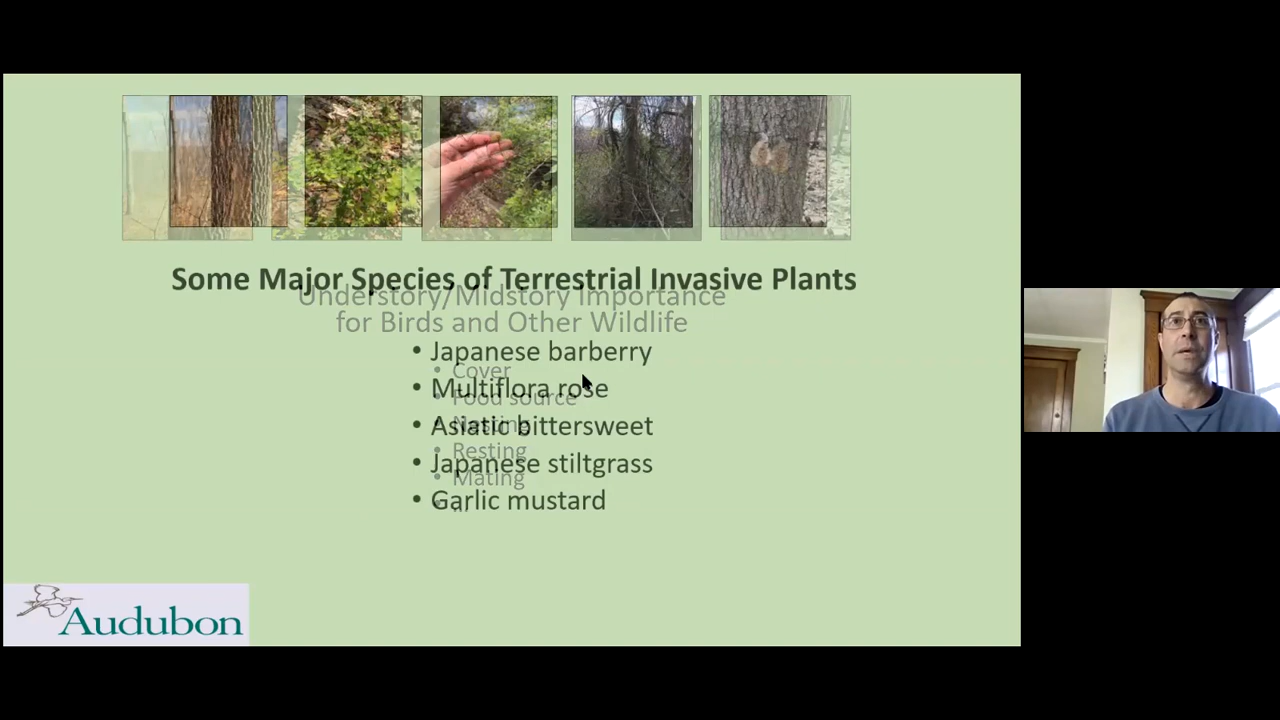 Some Major Species of Terrestrial Invasive Plants
Understory/Midstory Importance
for Birds and Other Wildlife
• Japanese barberry
• Cover
• Multiflora rose
• Food source
• Asiatic bittersweet
• Nesting
• Resting
• Japanese stiltgrass
• Mating
• Garlic mustard
• ...
Audubon